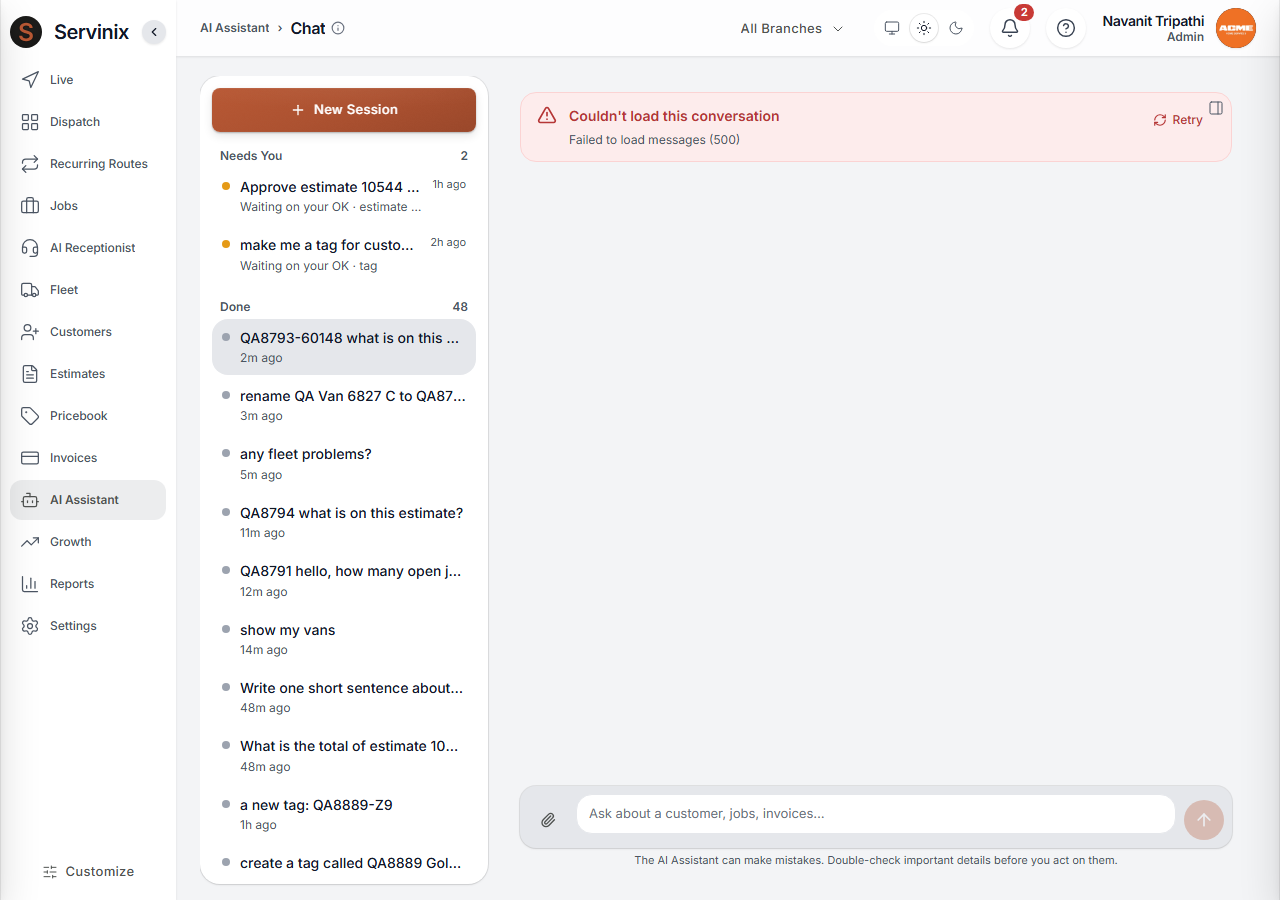 S Servinix
Live
Dispatch
Recurring Routes
Jobs
AI Receptionist
Fleet
Customers
Estimates
Pricebook
Invoices
AI Assistant
Growth
Reports
Settings
Customize
AI Assistant › Chat
All Branches
2
Navanit Tripathi
Admin
ACME
+ New Session
Needs You 2
Approve estimate 10544 ... 1h ago
Waiting on your OK · estimate ...
make me a tag for custo... 2h ago
Waiting on your OK · tag
Done 48
QA8793-60148 what is on this ...
2m ago
rename QA Van 6827 C to QA87...
3m ago
any fleet problems?
5m ago
QA8794 what is on this estimate?
11m ago
QA8791 hello, how many open j...
12m ago
show my vans
14m ago
Write one short sentence about...
48m ago
What is the total of estimate 10...
48m ago
a new tag: QA8889-Z9
1h ago
create a tag called QA8889 Gol...
Couldn't load this conversation
Failed to load messages (500)
Retry
Ask about a customer, jobs, invoices...
The AI Assistant can make mistakes. Double-check important details before you act on them.